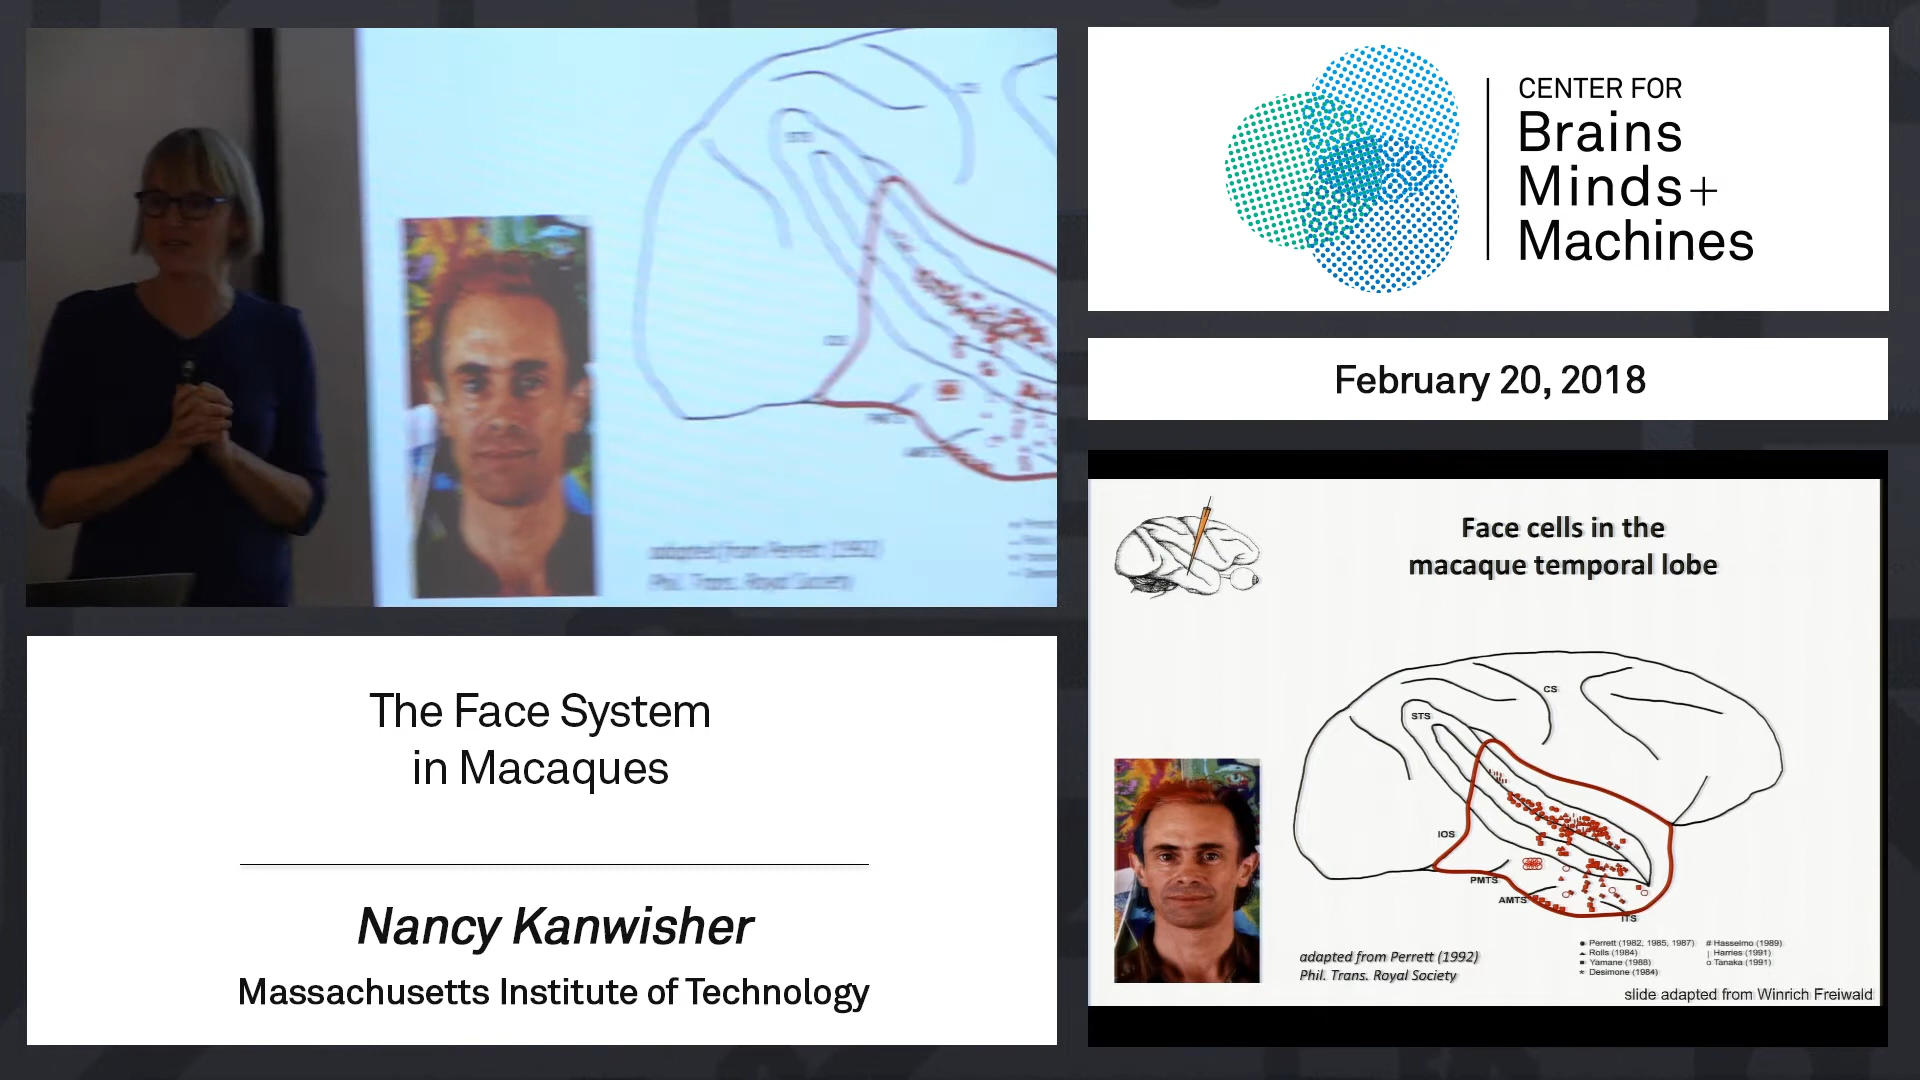 STS
adapted from Perrett (1992)
Phil. Trans. Royal Society
The Face System
in Macaques
Nancy Kanwisher
Massachusetts Institute of Technology
CENTER FOR
Brains
Minds+
Machines
February 20, 2018
Face cells in the
macaque temporal lobe
CS
STS
IOS
PMTS
AMTS
ITS
adapted from Perrett (1992)
Phil. Trans. Royal Society
Perrett (1982, 1985, 1987)
# Hasselmo (1989)
Rolls (1984)
| Harries (1991)
Yamane (1988)
o Tanaka (1991)
Desimone (1984)
slide adapted from Winrich Freiwald